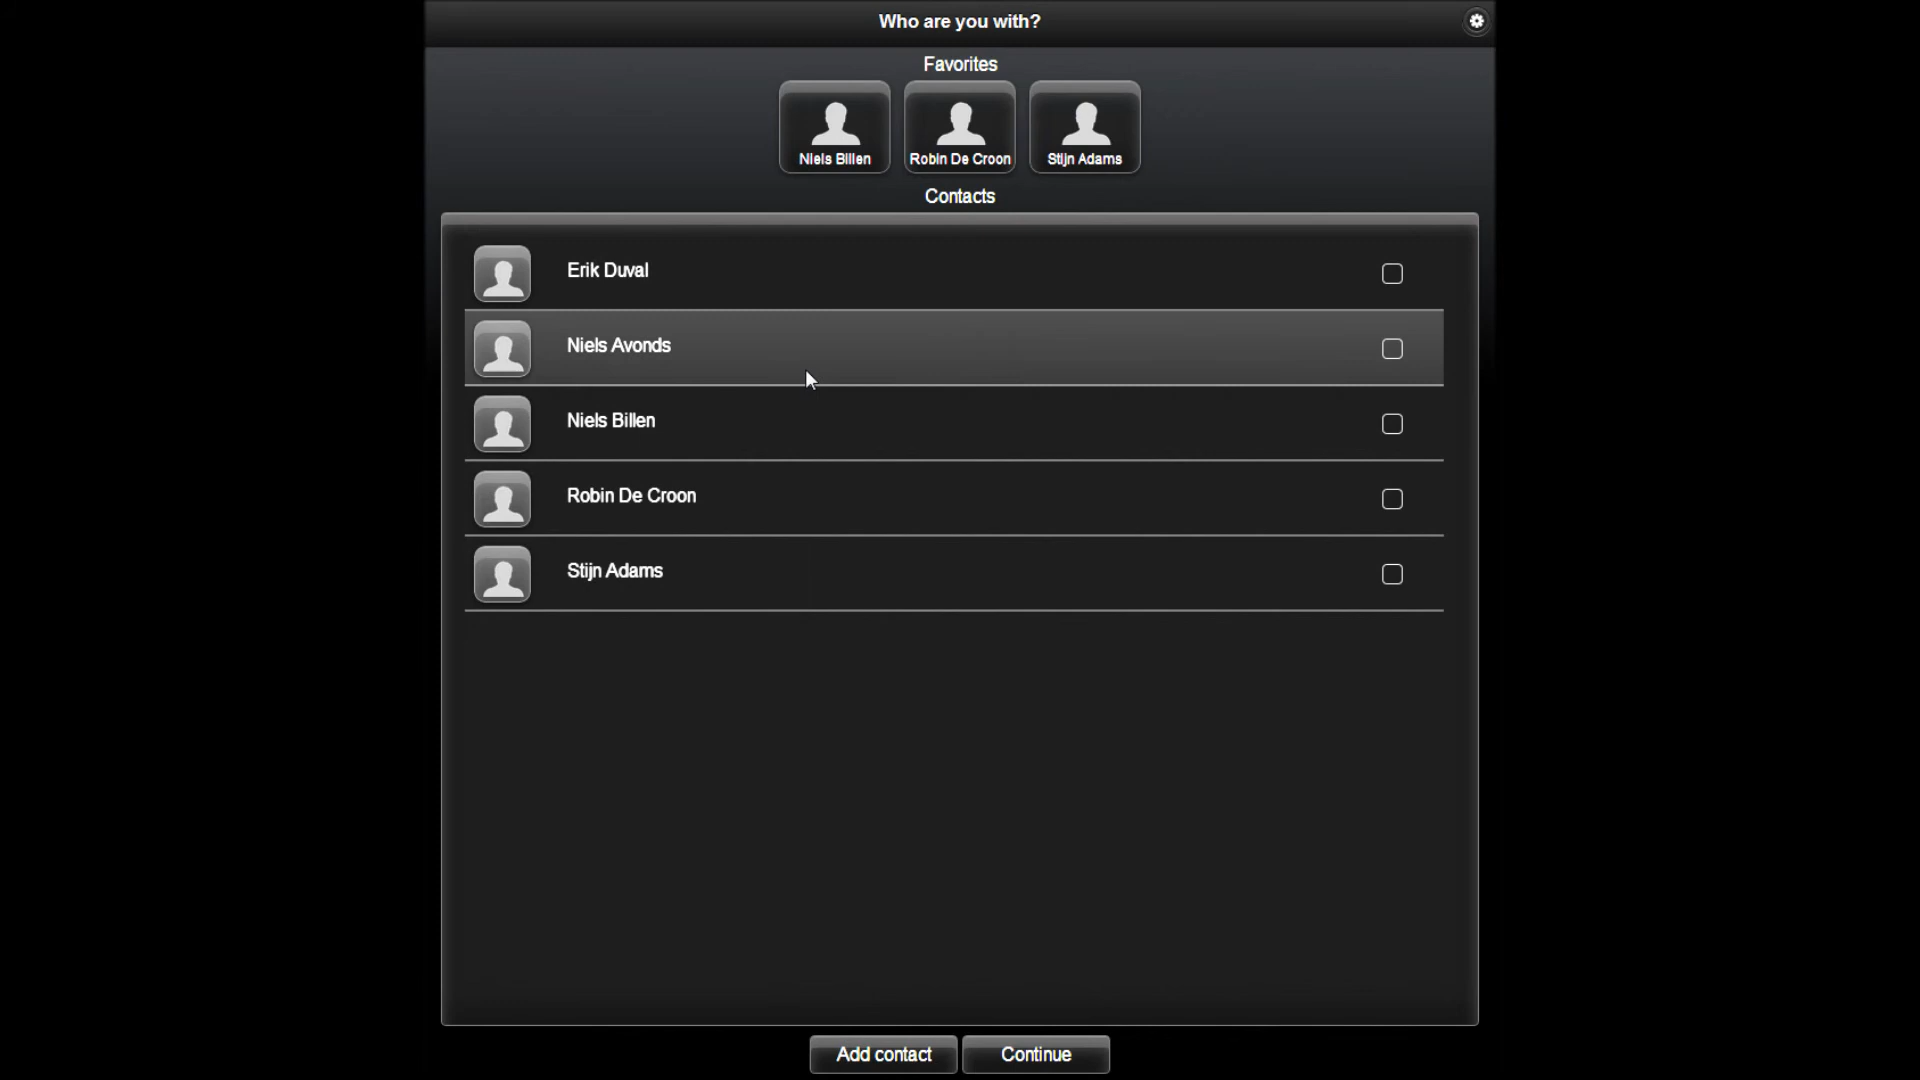 Who are you with?
Favorites
Niels Billen
Robin De Croon
Stijn Adams
Contacts
Erik Duval
Niels Avonds
Niels Billen
Robin De Croon
Stijn Adams
Add contact
Continue